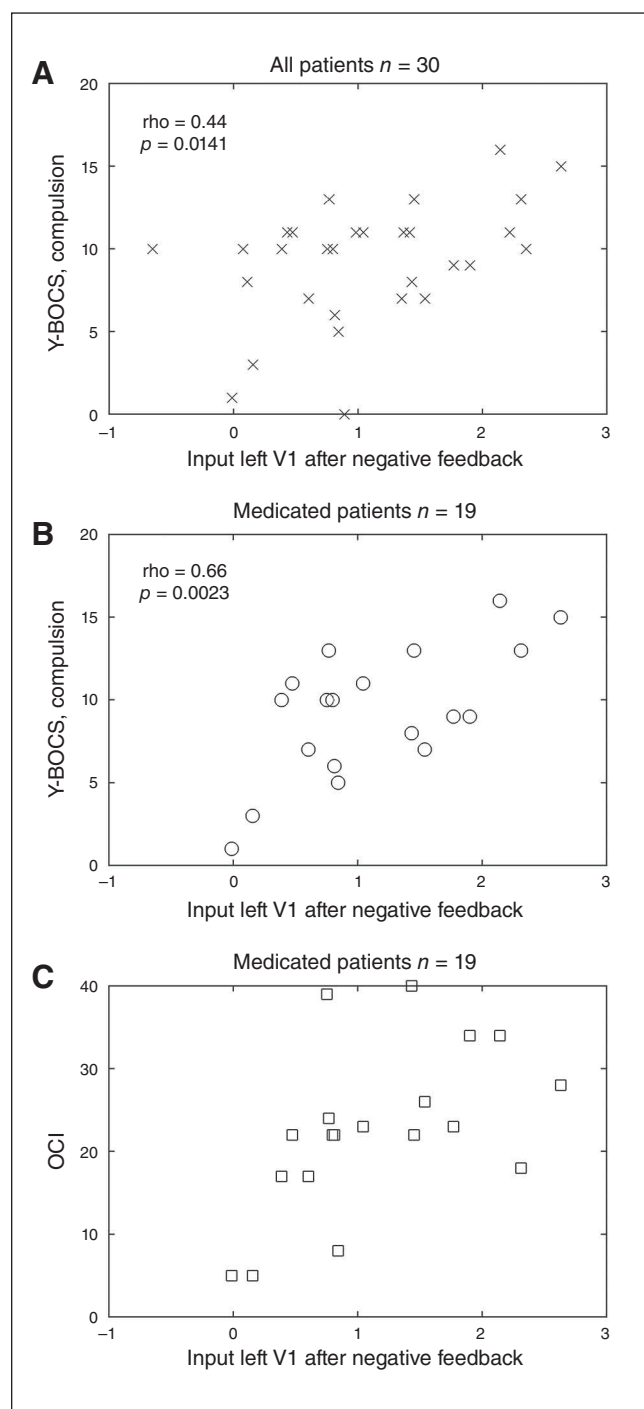 A
All patients n = 30
rho = 0.44
p = 0.0141
Y-BOCS, compulsion
20
15
10
5
0
–1 0 1 2 3
Input left V1 after negative feedback
B
Medicated patients n = 19
rho = 0.66
p = 0.0023
Y-BOCS, compulsion
20
15
10
5
0
–1 0 1 2 3
Input left V1 after negative feedback
C
Medicated patients n = 19
OCI
40
30
20
10
0
–1 0 1 2 3
Input left V1 after negative feedback